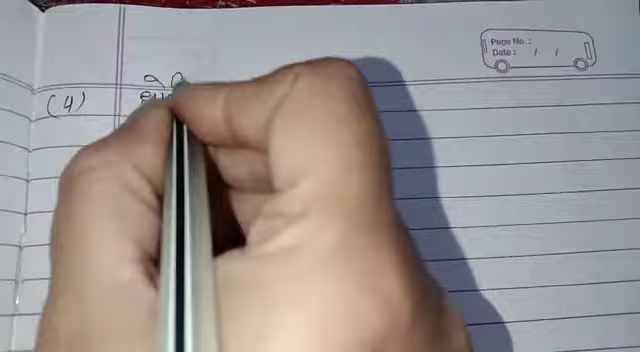 Page No. :
Date : / /
(4)